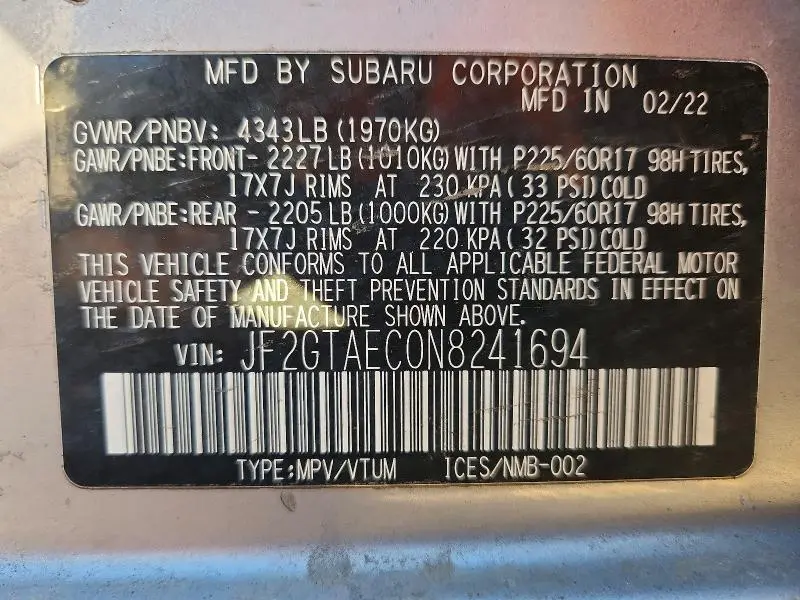 MFD BY SUBARU CORPORATION
MFD IN 02/22
GVWR/PNBV: 4343LB(1970KG)
GAWR/PNBE:FRONT- 2227LB(1010KG)WITH P225/60R17 98H TIRES,
17X7J RIMS AT 230KPA(33 PSI)COLD
GAWR/PNBE:REAR - 2205LB(1000KG)WITH P225/60R17 98H TIRES,
17X7J RIMS AT 220KPA(32 PSI)COLD
THIS VEHICLE CONFORMS TO ALL APPLICABLE FEDERAL MOTOR
VEHICLE SAFETY AND THEFT PREVENTION STANDARDS IN EFFECT ON
THE DATE OF MANUFACTURE SHOWN ABOVE.
VIN: JF2GTAEC0N8241694
TYPE:MPV/VTUM ICES/NMB-002